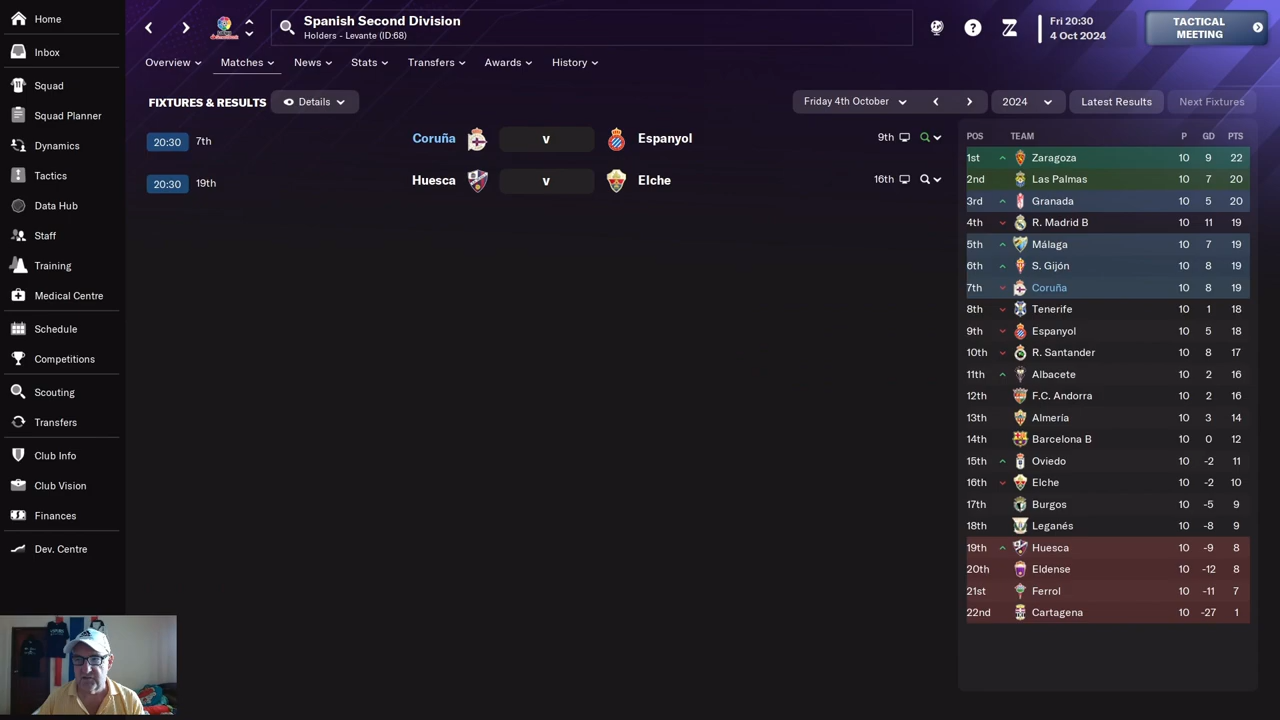 Home
Inbox
Squad
Squad Planner
Dynamics
Tactics
Data Hub
Staff
Training
Medical Centre
Schedule
Competitions
Scouting
Transfers
Club Info
Club Vision
Finances
Dev. Centre
Spanish Second Division
Holders - Levante (ID:68)
Fri 20:30
4 Oct 2024
TACTICAL
MEETING
Overview Matches News Stats Transfers Awards History
FIXTURES & RESULTS Details
Friday 4th October 2024 Latest Results Next Fixtures
20:30 7th Coruña v Espanyol 9th
20:30 19th Huesca v Elche 16th
POS TEAM P GD PTS
1st Zaragoza 10 9 22
2nd Las Palmas 10 7 20
3rd Granada 10 5 20
4th R. Madrid B 10 11 19
5th Málaga 10 7 19
6th S. Gijón 10 8 19
7th Coruña 10 8 19
8th Tenerife 10 1 18
9th Espanyol 10 5 18
10th R. Santander 10 8 17
11th Albacete 10 2 16
12th F.C. Andorra 10 2 16
13th Almería 10 3 14
14th Barcelona B 10 0 12
15th Oviedo 10 -2 11
16th Elche 10 -2 10
17th Burgos 10 -5 9
18th Leganés 10 -8 9
19th Huesca 10 -9 8
20th Eldense 10 -12 8
21st Ferrol 10 -11 7
22nd Cartagena 10 -27 1